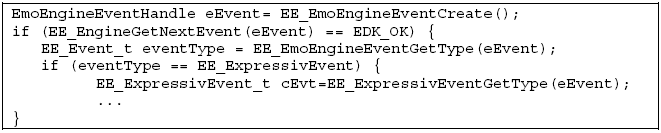 EmoEngineEventHandle eEvent= EE_EmoEngineEventCreate();
if (EE_EngineGetNextEvent(eEvent) == EDK_OK) {
    EE_Event_t eventType = EE_EmoEngineEventGetType(eEvent);
    if (eventType == EE_ExpressivEvent) {
        EE_ExpressivEvent_t cEvt=EE_ExpressivEventGetType(eEvent);
        ...
}